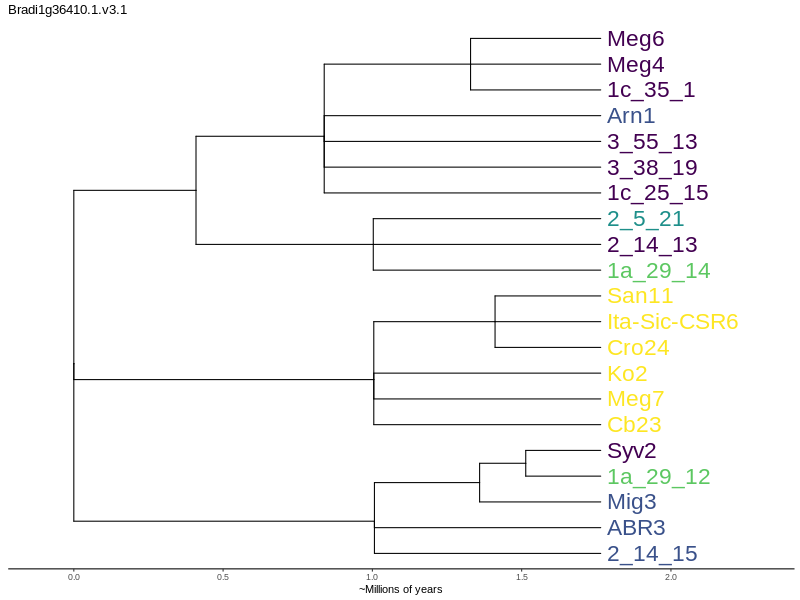 Bradi1g36410.1.v3.1
Meg6
Meg4
1c_35_1
Arn1
3_55_13
3_38_19
1c_25_15
2_5_21
2_14_13
1a_29_14
San11
Ita-Sic-CSR6
Cro24
Ko2
Meg7
Cb23
Syv2
1a_29_12
Mig3
ABR3
2_14_15
0.0 0.5 1.0 1.5 2.0
~Millions of years